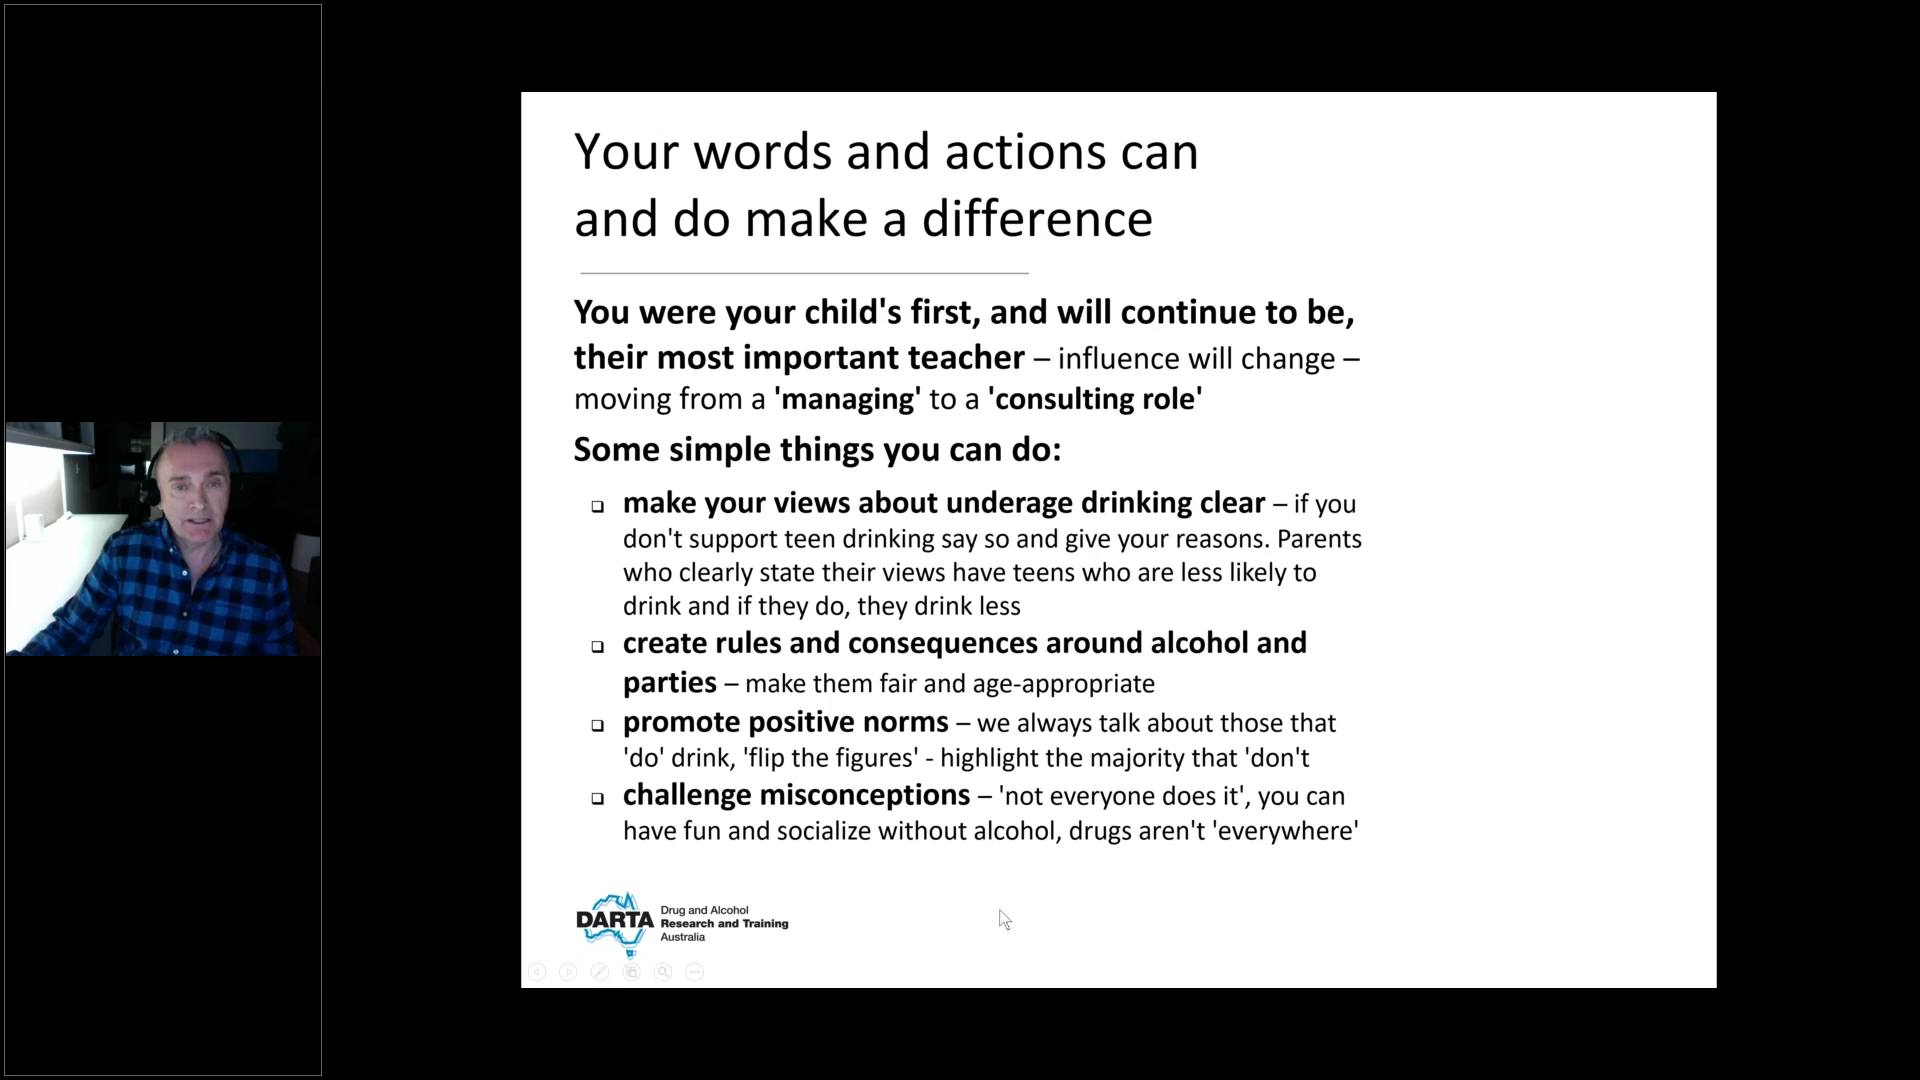 Your words and actions can
and do make a difference
You were your child's first, and will continue to be,
their most important teacher – influence will change –
moving from a 'managing' to a 'consulting role'
Some simple things you can do:
make your views about underage drinking clear – if you
don't support teen drinking say so and give your reasons. Parents
who clearly state their views have teens who are less likely to
drink and if they do, they drink less
create rules and consequences around alcohol and
parties – make them fair and age-appropriate
promote positive norms – we always talk about those that
'do' drink, 'flip the figures' - highlight the majority that 'don't
challenge misconceptions – 'not everyone does it', you can
have fun and socialize without alcohol, drugs aren't 'everywhere'
DARTA
Drug and Alcohol
Research and Training
Australia